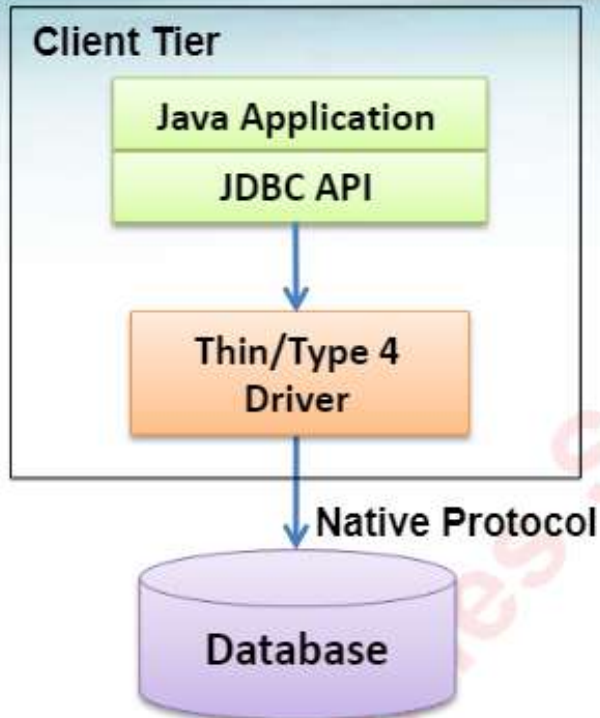 Client Tier
Java Application
JDBC API
Thin/Type 4
Driver
Native Protocol
Database